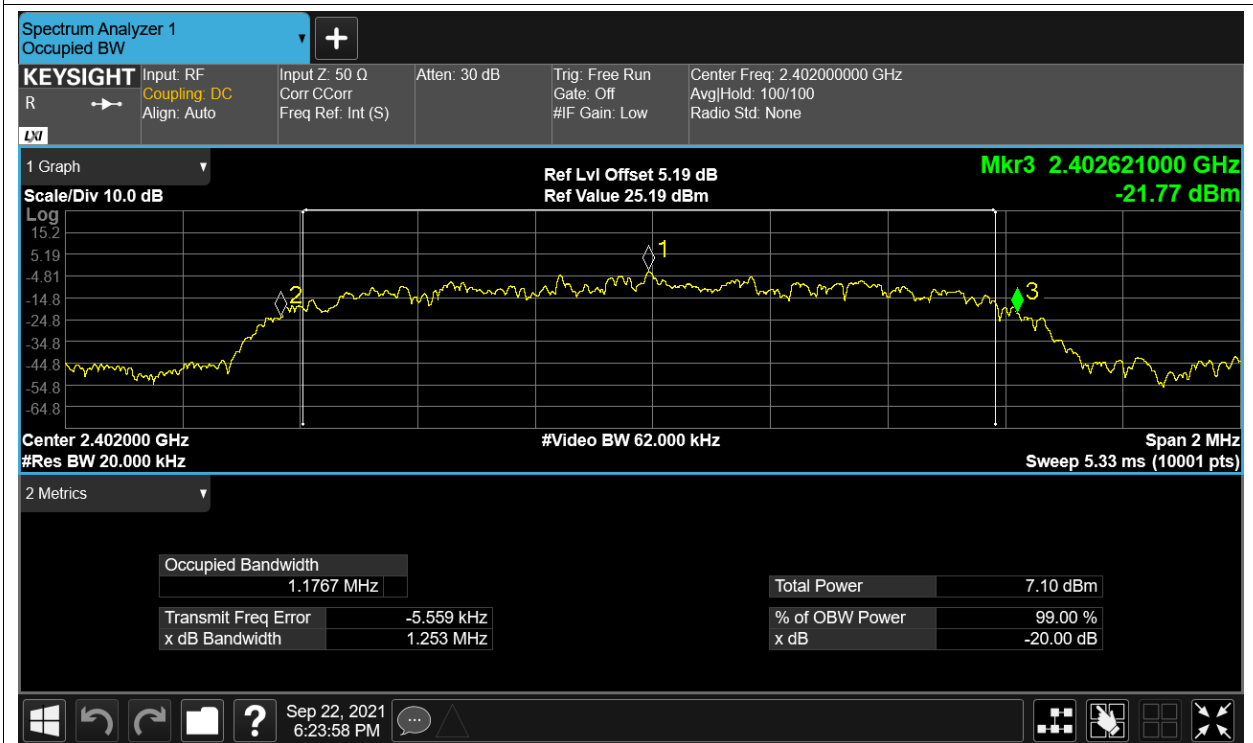 Spectrum Analyzer 1
Occupied BW
KEYSIGHT
R
LXI
Input: RF
Coupling: DC
Align: Auto
Input Z: 50 Ω
Corr CCorr
Freq Ref: Int (S)
Atten: 30 dB
Trig: Free Run
Gate: Off
#IF Gain: Low
Center Freq: 2.402000000 GHz
Avg|Hold: 100/100
Radio Std: None
1 Graph
Scale/Div 10.0 dB
Ref Lvl Offset 5.19 dB
Ref Value 25.19 dBm
Mkr3 2.402621000 GHz
-21.77 dBm
Log
15.2
5.19
-4.81
-14.8
-24.8
-34.8
-44.8
-54.8
-64.8
1
2
3
Center 2.402000 GHz
#Res BW 20.000 kHz
#Video BW 62.000 kHz
Span 2 MHz
Sweep 5.33 ms (10001 pts)
2 Metrics
Occupied Bandwidth
1.1767 MHz
Transmit Freq Error -5.559 kHz
x dB Bandwidth 1.253 MHz
Total Power 7.10 dBm
% of OBW Power 99.00 %
x dB -20.00 dB
?
Sep 22, 2021
6:23:58 PM